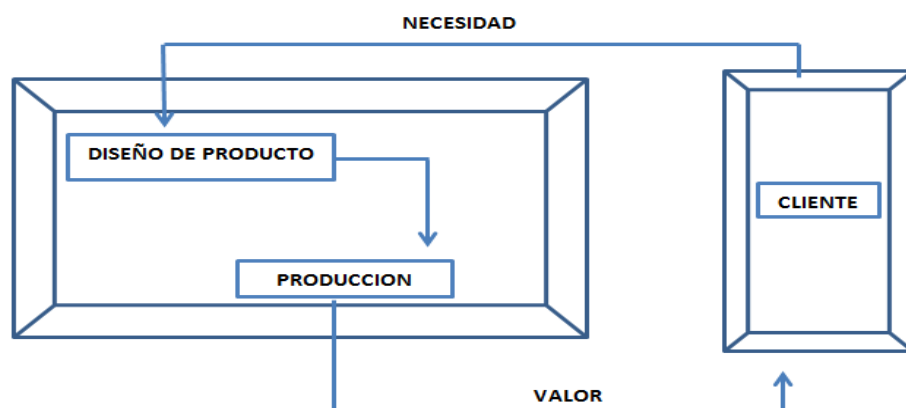 NECESIDAD
DISEÑO DE PRODUCTO
CLIENTE
PRODUCCION
VALOR